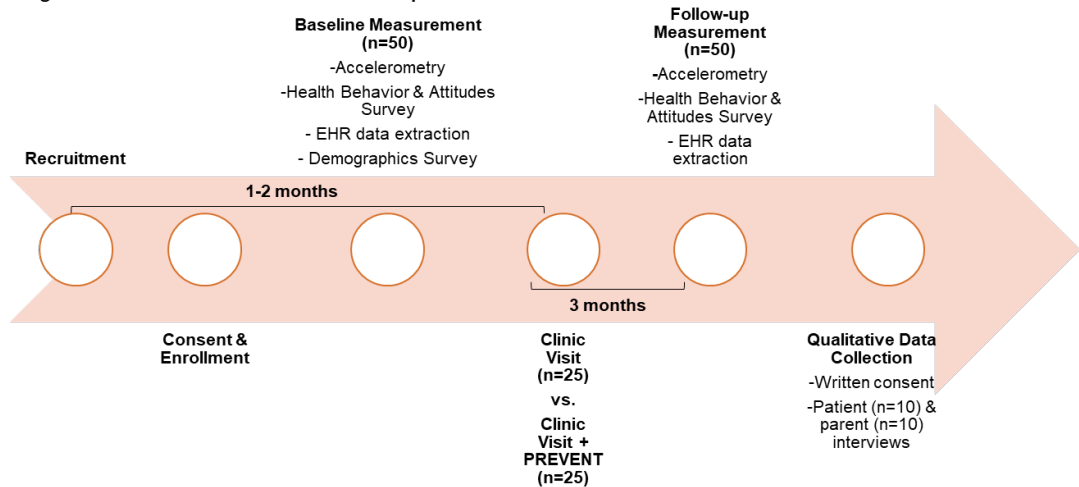 Baseline Measurement
(n=50)
-Accelerometry
-Health Behavior & Attitudes
Survey
- EHR data extraction
- Demographics Survey
Follow-up
Measurement
(n=50)
-Accelerometry
-Health Behavior &
Attitudes Survey
- EHR data
extraction
Recruitment
1-2 months
3 months
Consent &
Enrollment
Clinic
Visit
(n=25)
vs.
Clinic
Visit +
PREVENT
(n=25)
Qualitative Data
Collection
-Written consent
-Patient (n=10) &
parent (n=10)
interviews